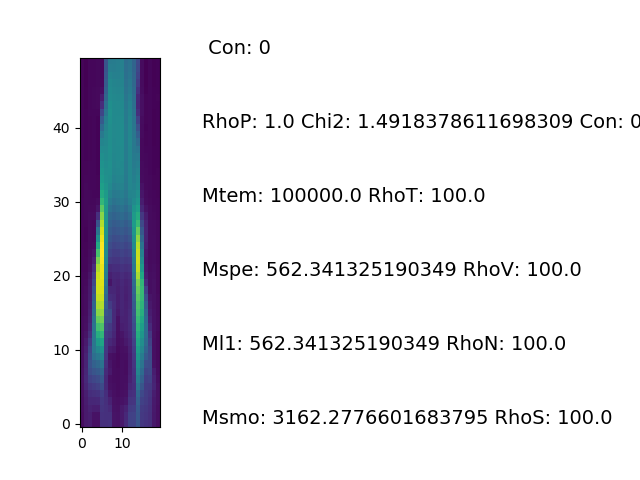 Con: 0
RhoP: 1.0 Chi2: 1.4918378611698309 Con: 0
40
Mtem: 100000.0 RhoT: 100.0
30
Mspe: 562.341325190349 RhoV: 100.0
20
Ml1: 562.341325190349 RhoN: 100.0
10
Msmo: 3162.2776601683795 RhoS: 100.0
0
0 10